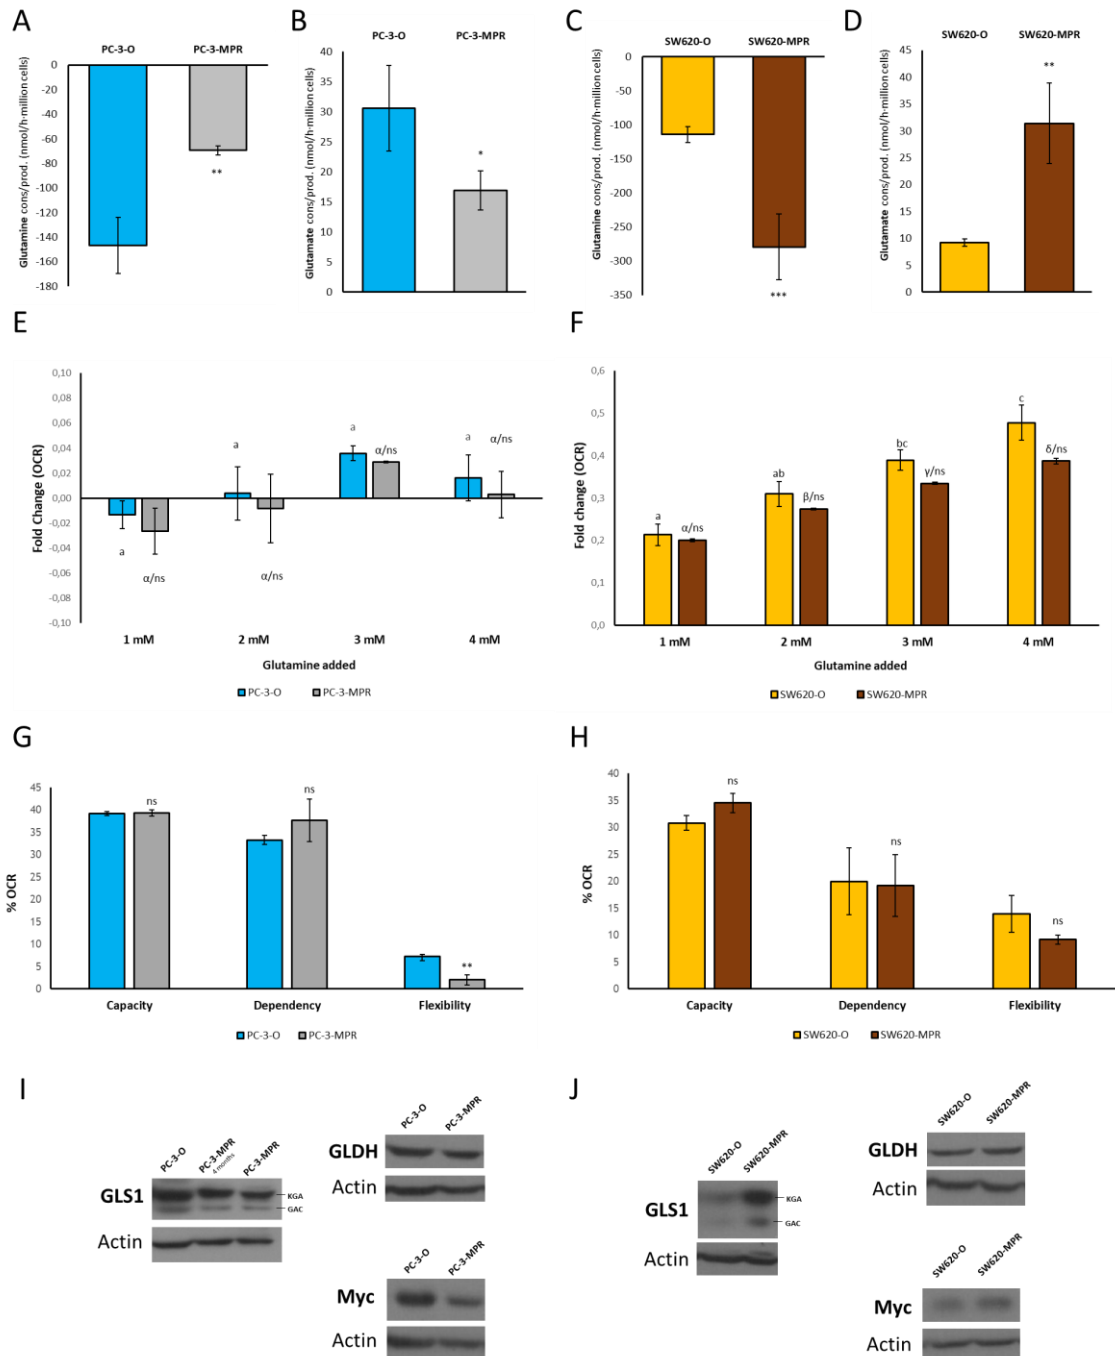 A
PC-3-O PC-3-MPR
Glutamine cons/prod. (nmol/h·million cells)
0
-20
-40
-60
-80
-100
-120
-140
-160
-180
**
B
PC-3-O PC-3-MPR
Glutamate cons/prod. (nmol/h·million cells)
40
35
30
25
20
15
10
5
0
*
C
SW620-O SW620-MPR
Glutamine cons/prod. (nmol/h·million cells)
0
-50
-100
-150
-200
-250
-300
-350
***
D
SW620-O SW620-MPR
Glutamate cons/prod. (nmol/h·million cells)
45
40
35
30
25
20
15
10
5
0
**
E
Fold Change (OCR)
0,10
0,08
0,06
0,04
0,02
0,00
-0,02
-0,04
-0,06
-0,08
-0,10
a α/ns a α/ns a α/ns a α/ns
1 mM 2 mM 3 mM 4 mM
Glutamine added
PC-3-O PC-3-MPR
F
Fold Change (OCR)
0,6
0,5
0,4
0,3
0,2
0,1
0,0
a α/ns ab β/ns bc γ/ns c δ/ns
1 mM 2 mM 3 mM 4 mM
Glutamine added
SW620-O SW620-MPR
G
% OCR
45
40
35
30
25
20
15
10
5
0
ns ns **
Capacity Dependency Flexibility
PC-3-O PC-3-MPR
H
% OCR
40
35
30
25
20
15
10
5
0
ns ns ns
Capacity Dependency Flexibility
SW620-O SW620-MPR
I
PC-3-O PC-3-MPR 4 months PC-3-MPR
GLS1
KGA
GAC
Actin
PC-3-O PC-3-MPR
GLDH
Actin
PC-3-O PC-3-MPR
Myc
Actin
J
SW620-O SW620-MPR
GLS1
KGA
GAC
Actin
SW620-O SW620-MPR
GLDH
Actin
SW620-O SW620-MPR
Myc
Actin